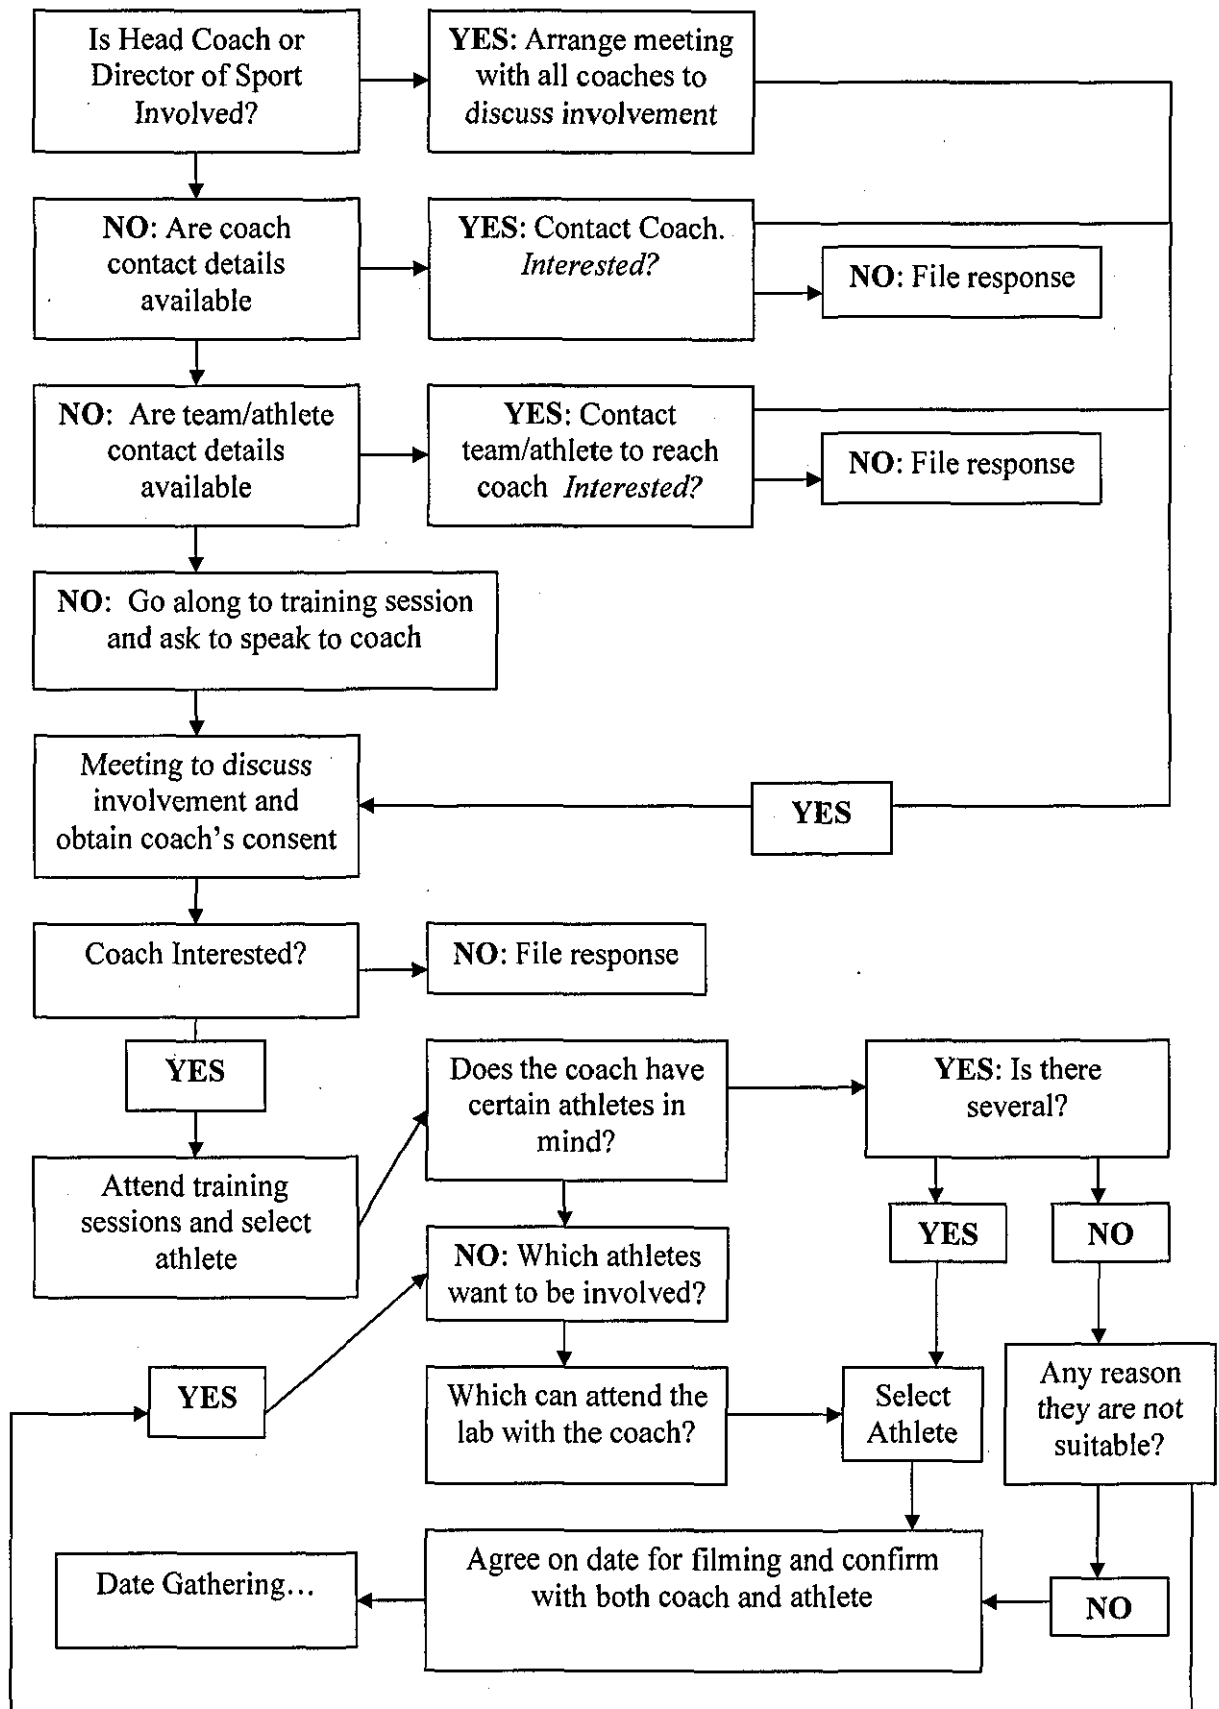 Is Head Coach or
Director of Sport
Involved?
YES: Arrange meeting
with all coaches to
discuss involvement
NO: Are coach
contact details
available
YES: Contact Coach.
Interested?
NO: File response
NO: Are team/athlete
contact details
available
YES: Contact
team/athlete to reach
coach Interested?
NO: File response
NO: Go along to training session
and ask to speak to coach
Meeting to discuss
involvement and
obtain coach's consent
YES
Coach Interested?
NO: File response
YES
Does the coach have
certain athletes in
mind?
YES: Is there
several?
Attend training
sessions and select
athlete
YES
NO
NO: Which athletes
want to be involved?
YES
Which can attend the
lab with the coach?
Select
Athlete
Any reason
they are not
suitable?
Date Gathering...
Agree on date for filming and confirm
with both coach and athlete
NO